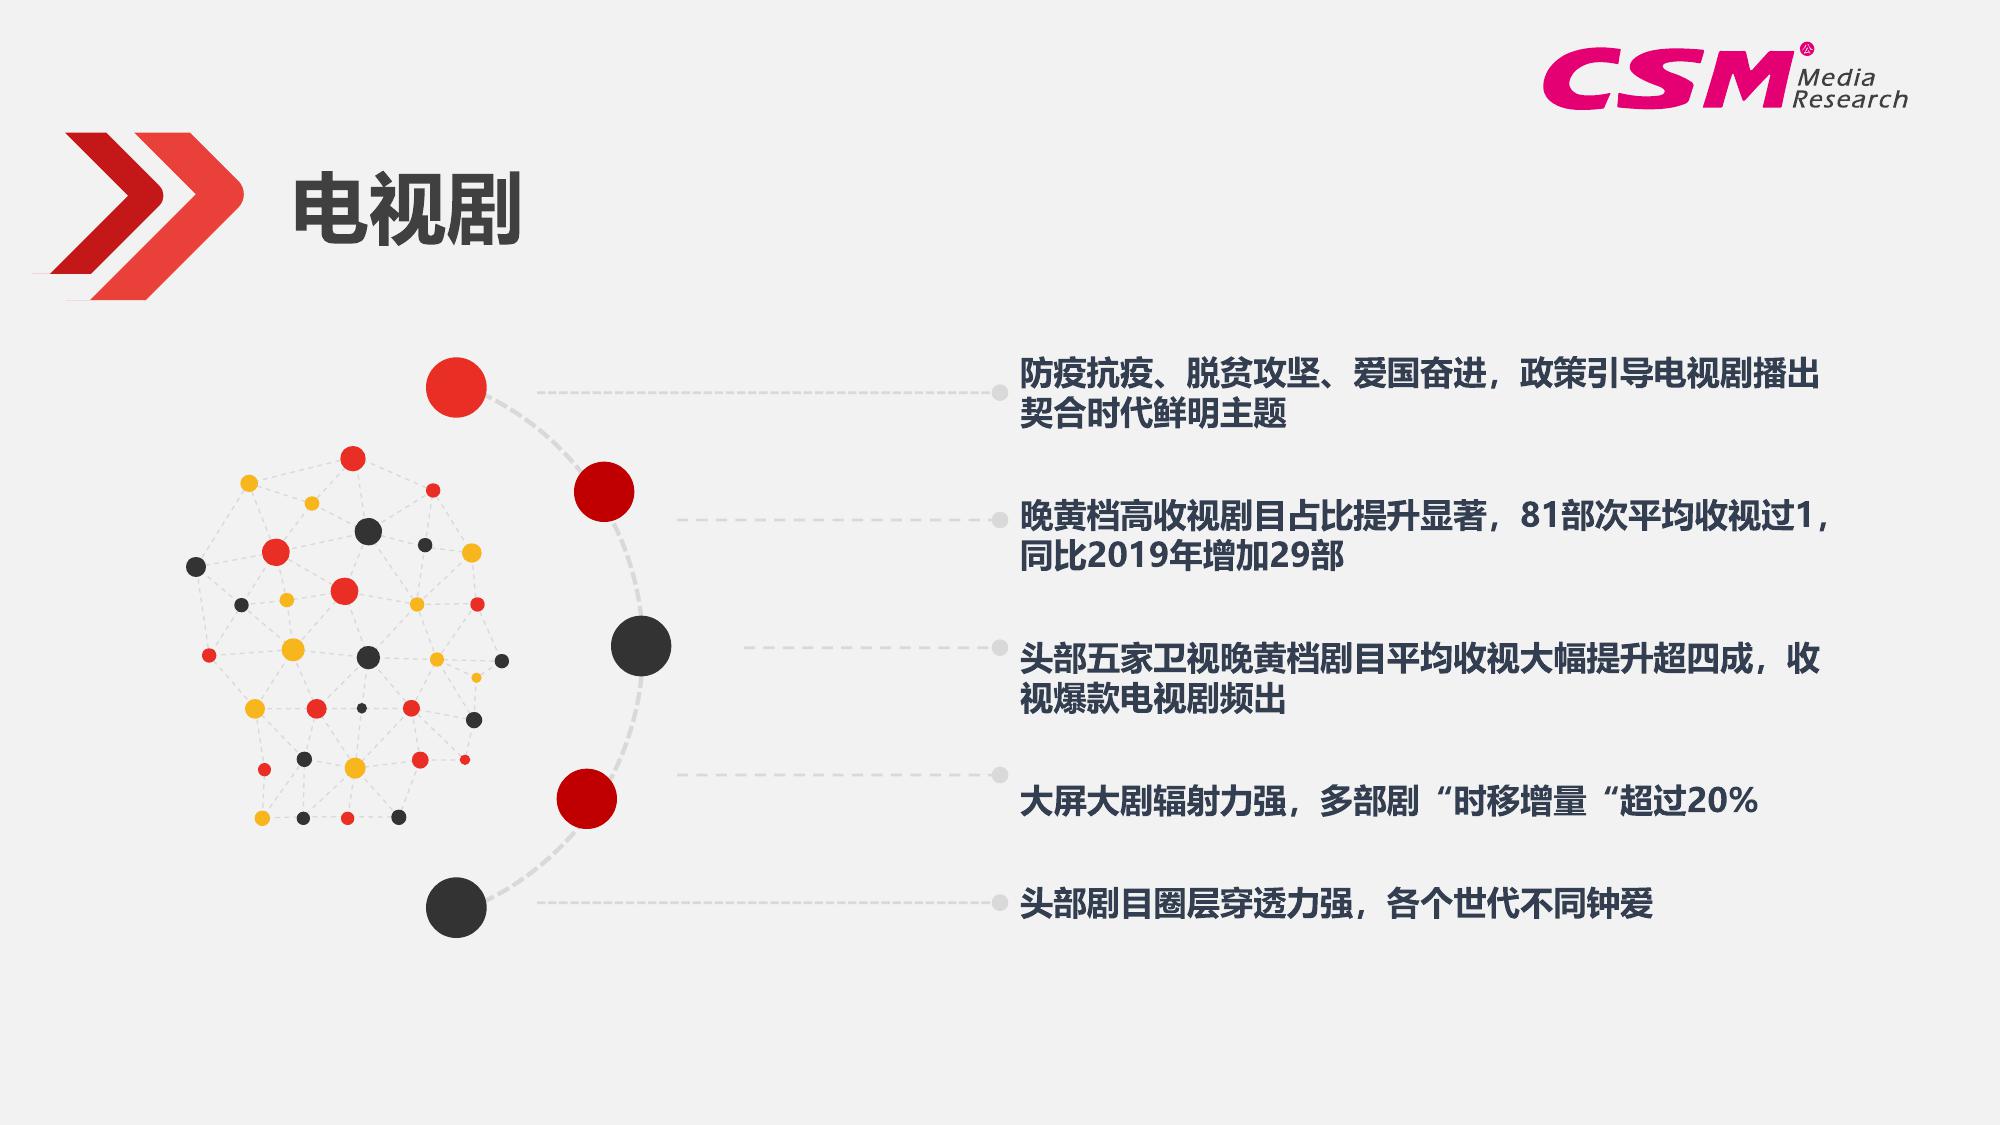 CSM公
Media
Research
电视剧
防疫抗疫、脱贫攻坚、爱国奋进，政策引导电视剧播出
契合时代鲜明主题
晚黄档高收视剧目占比提升显著，81部次平均收视过1，
同比2019年增加29部
头部五家卫视晚黄档剧目平均收视大幅提升超四成，收
视爆款电视剧频出
大屏大剧辐射力强，多部剧“时移增量“超过20%
头部剧目圈层穿透力强，各个世代不同钟爱